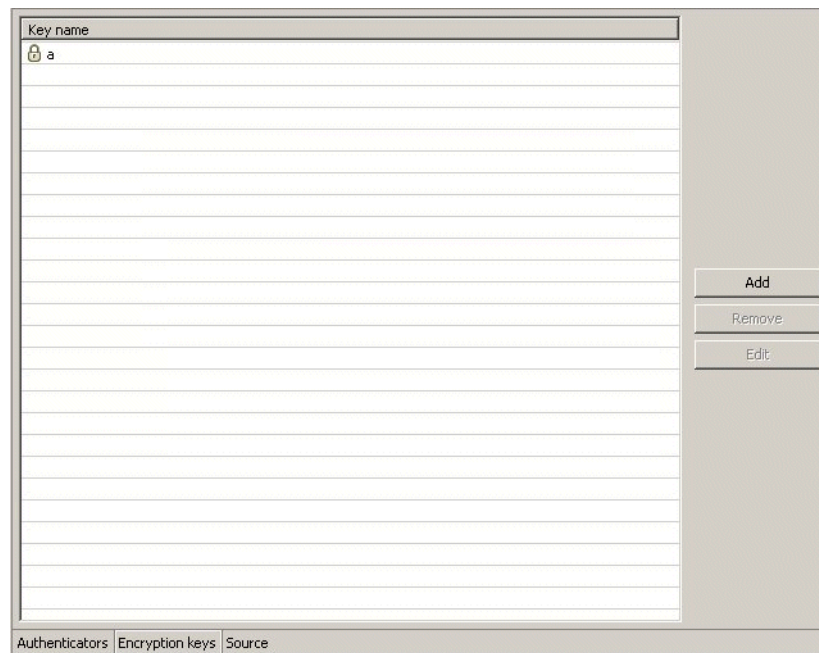 Key name
a
Add
Remove
Edit
Authenticators Encryption keys Source